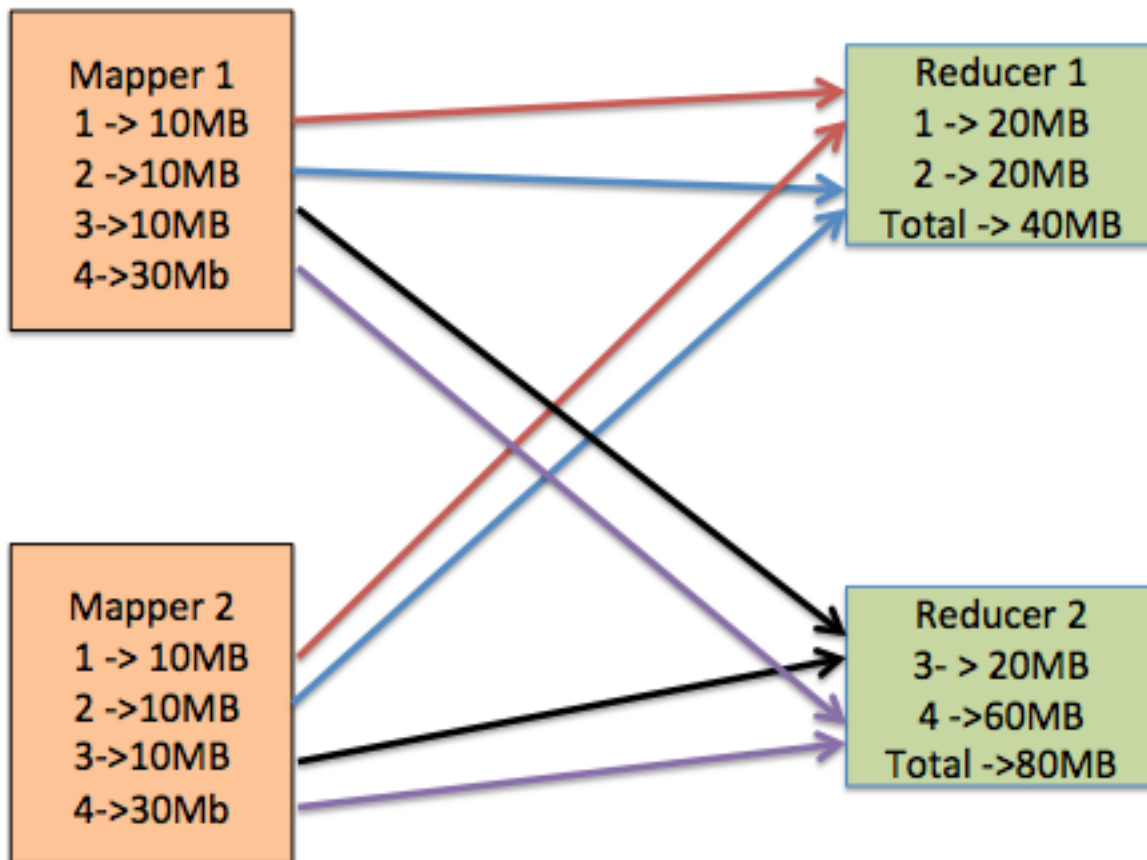 Mapper 1
1 -> 10MB
2 ->10MB
3->10MB
4->30Mb
Reducer 1
1 -> 20MB
2 -> 20MB
Total -> 40MB
Mapper 2
1 -> 10MB
2 ->10MB
3->10MB
4->30Mb
Reducer 2
3- > 20MB
4 ->60MB
Total ->80MB